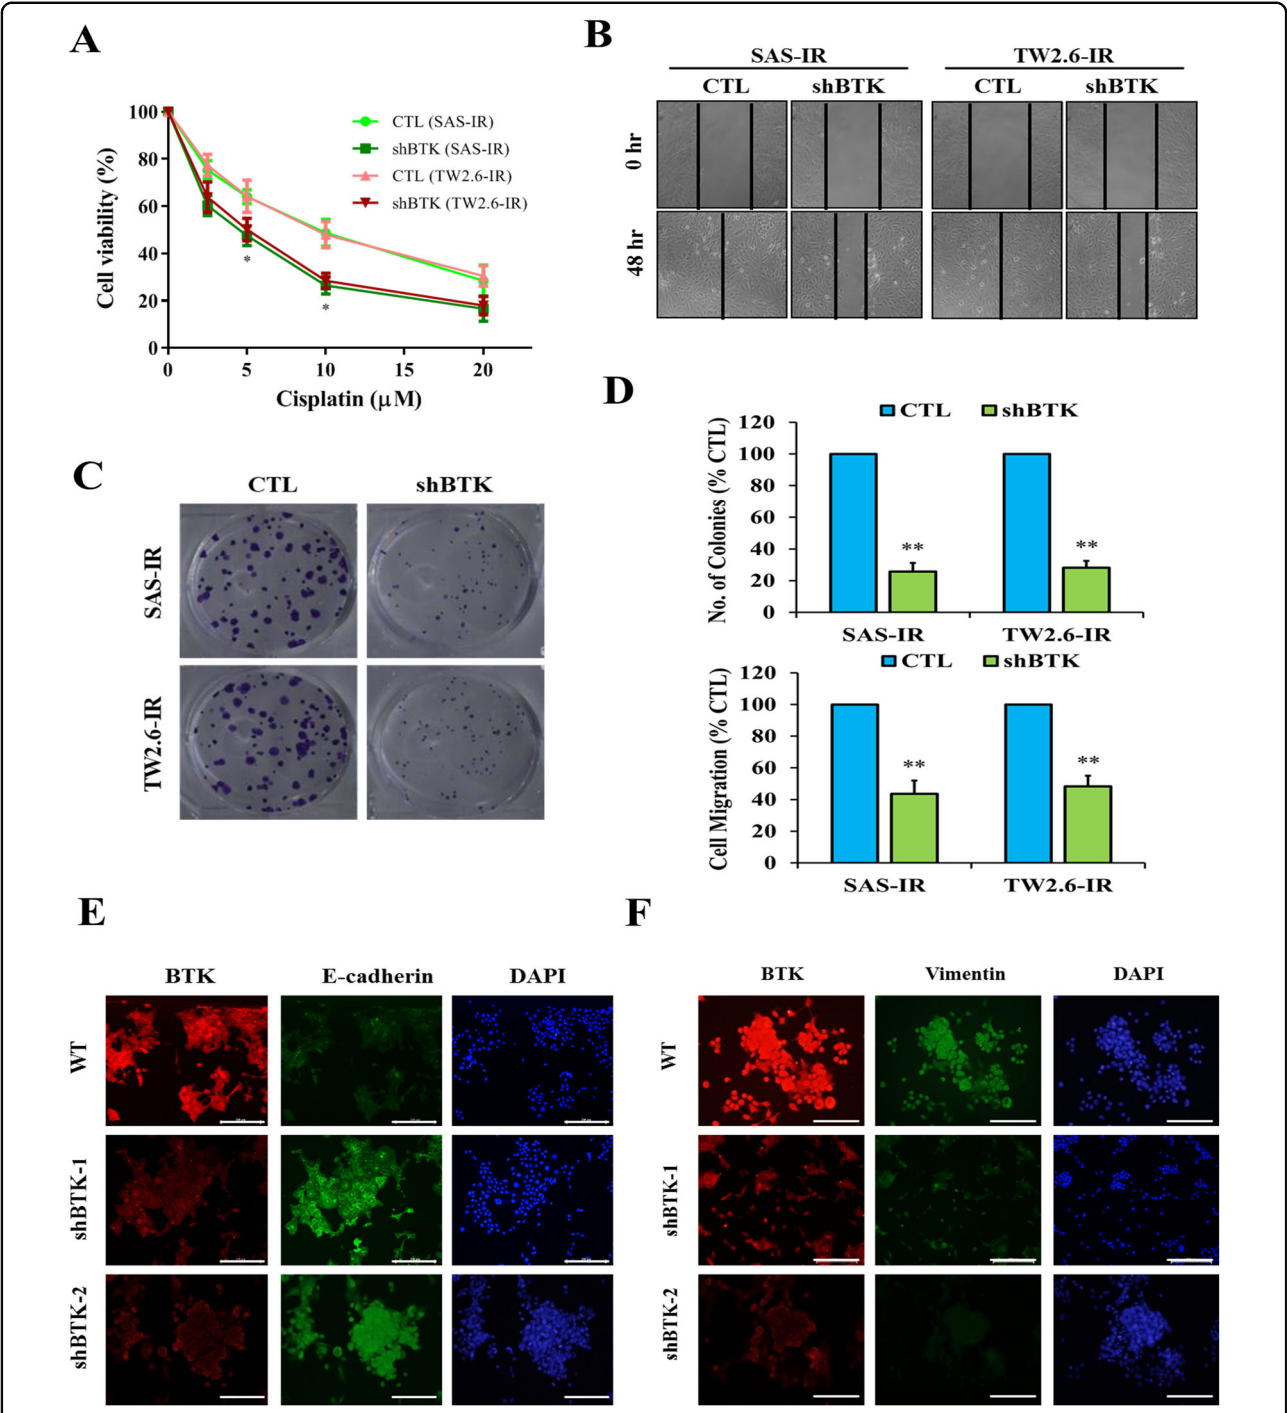 A
Cell viability (%)
100
80
60
40
20
0
0 5 10 15 20
Cisplatin (μM)
CTL (SAS-IR)
shBTK (SAS-IR)
CTL (TW2.6-IR)
shBTK (TW2.6-IR)
*
*
B
SAS-IR TW2.6-IR
CTL shBTK CTL shBTK
0 hr
48 hr
C
CTL shBTK
SAS-IR
TW2.6-IR
D
CTL shBTK
No. of Colonies (% CTL)
120
100
80
60
40
20
0
** **
SAS-IR TW2.6-IR
CTL shBTK
Cell Migration (% CTL)
120
100
80
60
40
20
0
** **
SAS-IR TW2.6-IR
E
BTK E-cadherin DAPI
WT
shBTK-1
shBTK-2
F
BTK Vimentin DAPI
WT
shBTK-1
shBTK-2